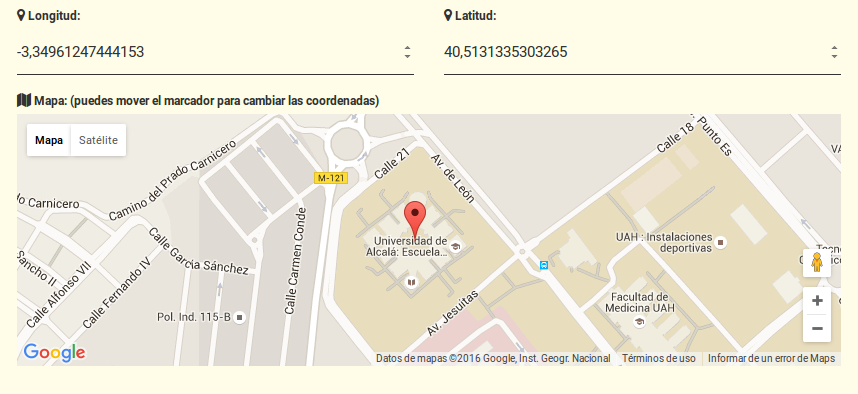 Longitud:
Latitud:
-3,34961247444153
40,5131335303265
Mapa: (puedes mover el marcador para cambiar las coordenadas)
Mapa
Satélite
Calle 18
Punto Es
Camino del Prado Carnicero
M-121
Calle 21
Av. de León
do Carnicero
Calle García Sánchez
Universidad de
Alcalá: Escuela...
UAH : Instalaciones
deportivas
Sancho II
Calle Alfonso VII
Calle Fernando IV
Calle Carmen Conde
Av. Jesuitas
Facultad de
Medicina UAH
Pol. Ind. 115-B
+
−
Google
Datos de mapas ©2016 Google, Inst. Geogr. Nacional
Términos de uso
Informar de un error de Maps